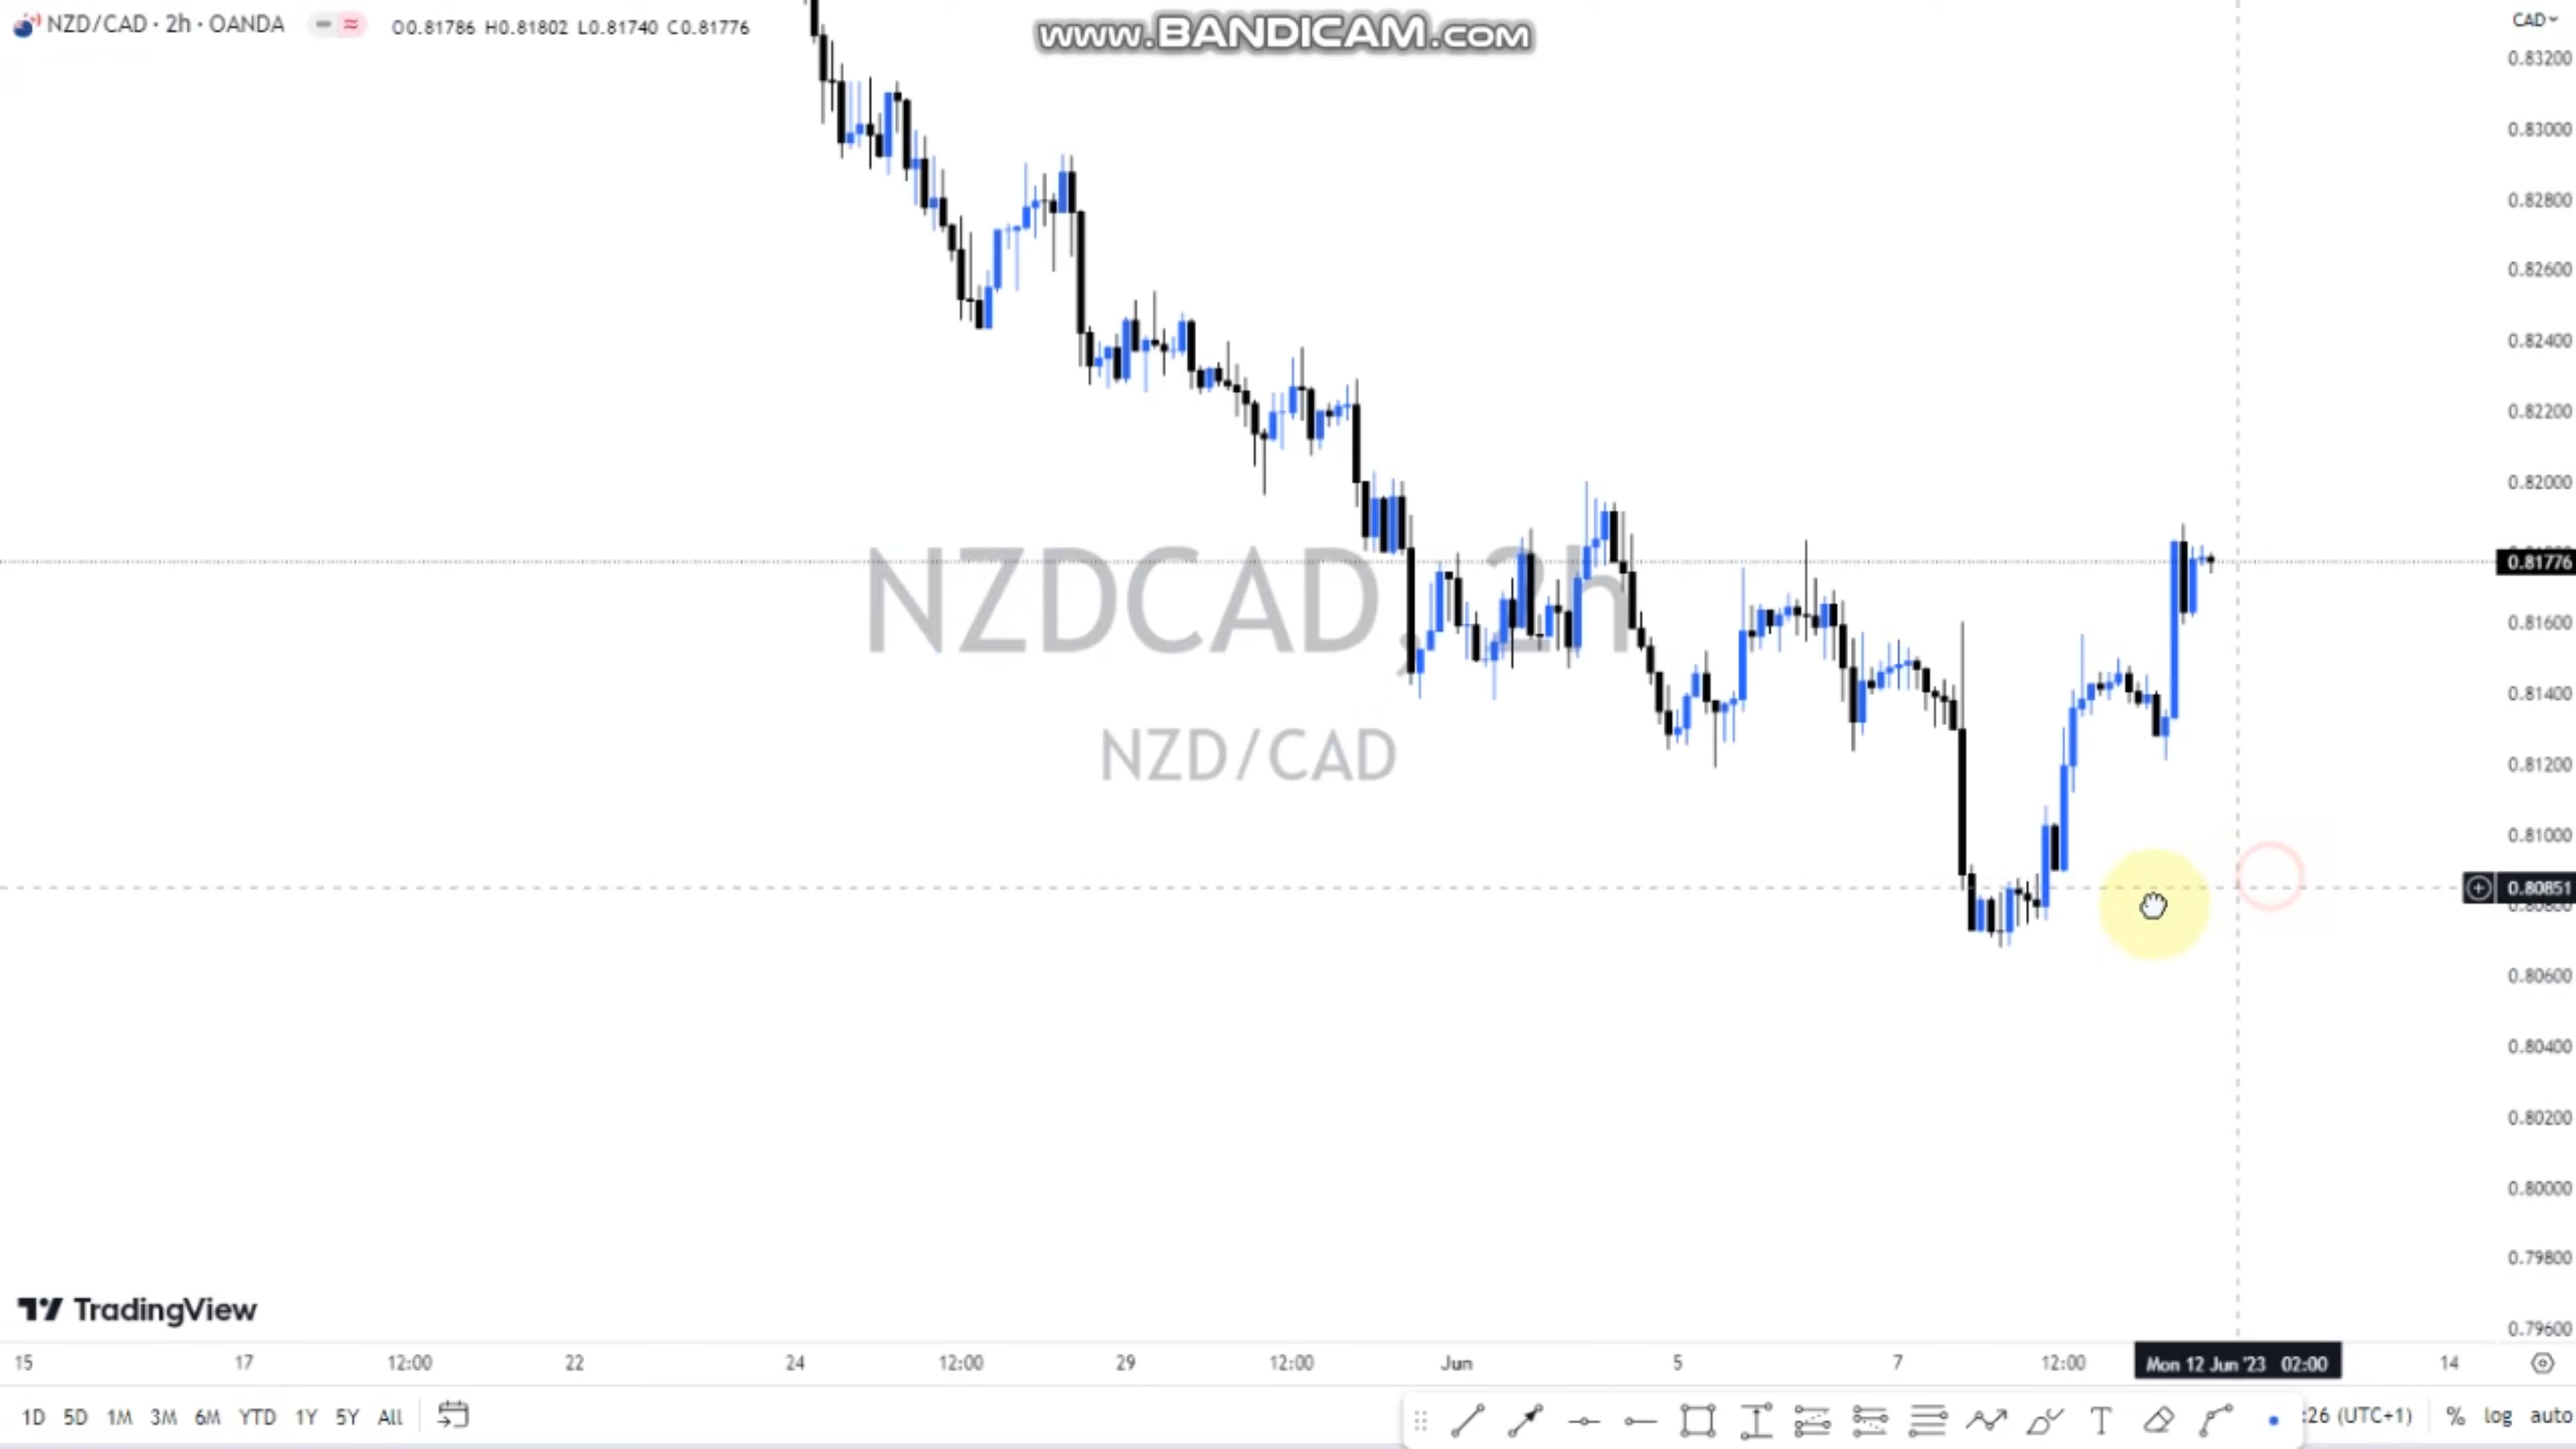 NZD/CAD · 2h · OANDA
O0.81786 H0.81802 L0.81740 C0.81776
www.BANDICAM.com
CAD
0.83200
0.83000
0.82800
0.82600
0.82400
0.82200
0.82000
0.81776
0.81600
0.81400
0.81200
0.81000
0.80851
0.80600
0.80400
0.80200
0.80000
0.79800
0.79600
NZDCAD, 2h
NZD/CAD
TradingView
15 17 12:00 22 24 12:00 29 12:00 Jun 5 7 12:00 Mon 12 Jun '23 02:00 14
1D 5D 1M 3M 6M YTD 1Y 5Y All
:26 (UTC+1) % log auto